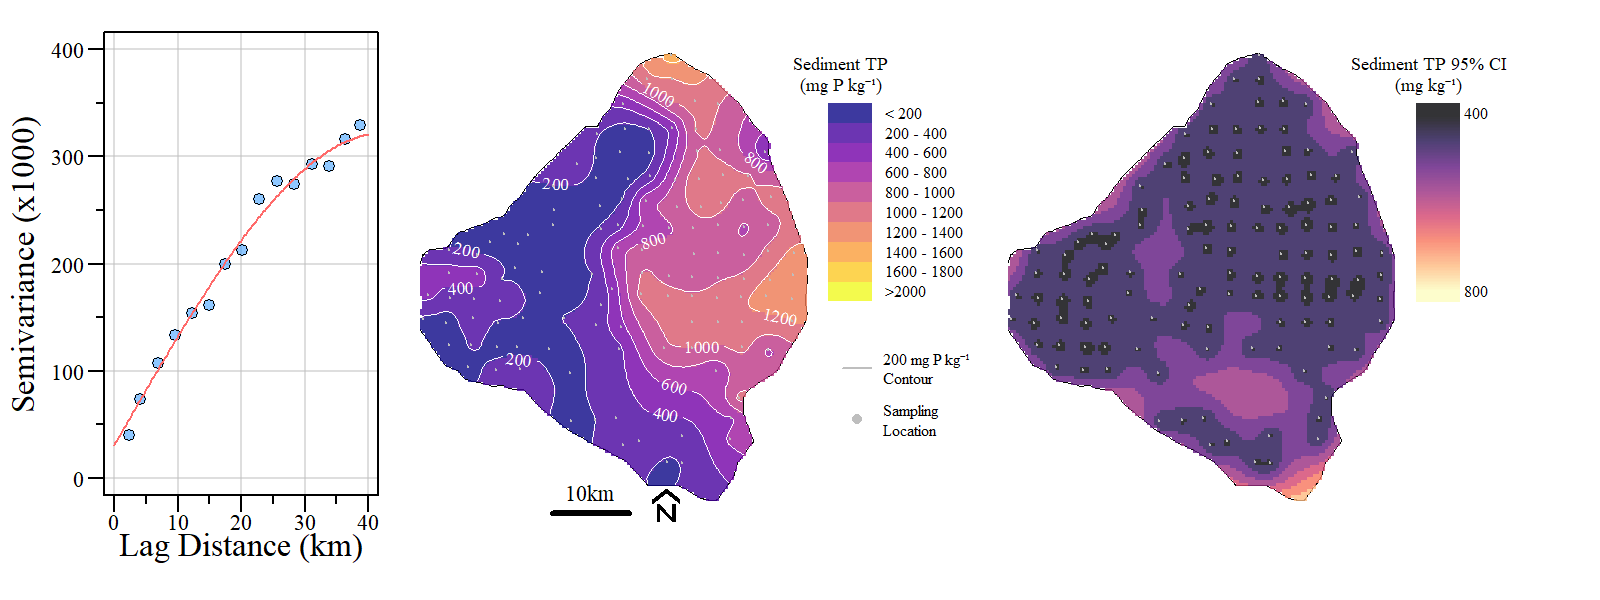 Semivariance (x1000)
400
300
200
100
0
0 10 20 30 40
Lag Distance (km)
1000
800
200
800
200
400
1200
1000
200
600
400
10km
N
Sediment TP
(mg P kg⁻¹)
< 200
200 - 400
400 - 600
600 - 800
800 - 1000
1000 - 1200
1200 - 1400
1400 - 1600
1600 - 1800
>2000
200 mg P kg⁻¹
Contour
Sampling
Location
Sediment TP 95% CI
(mg kg⁻¹)
400
800